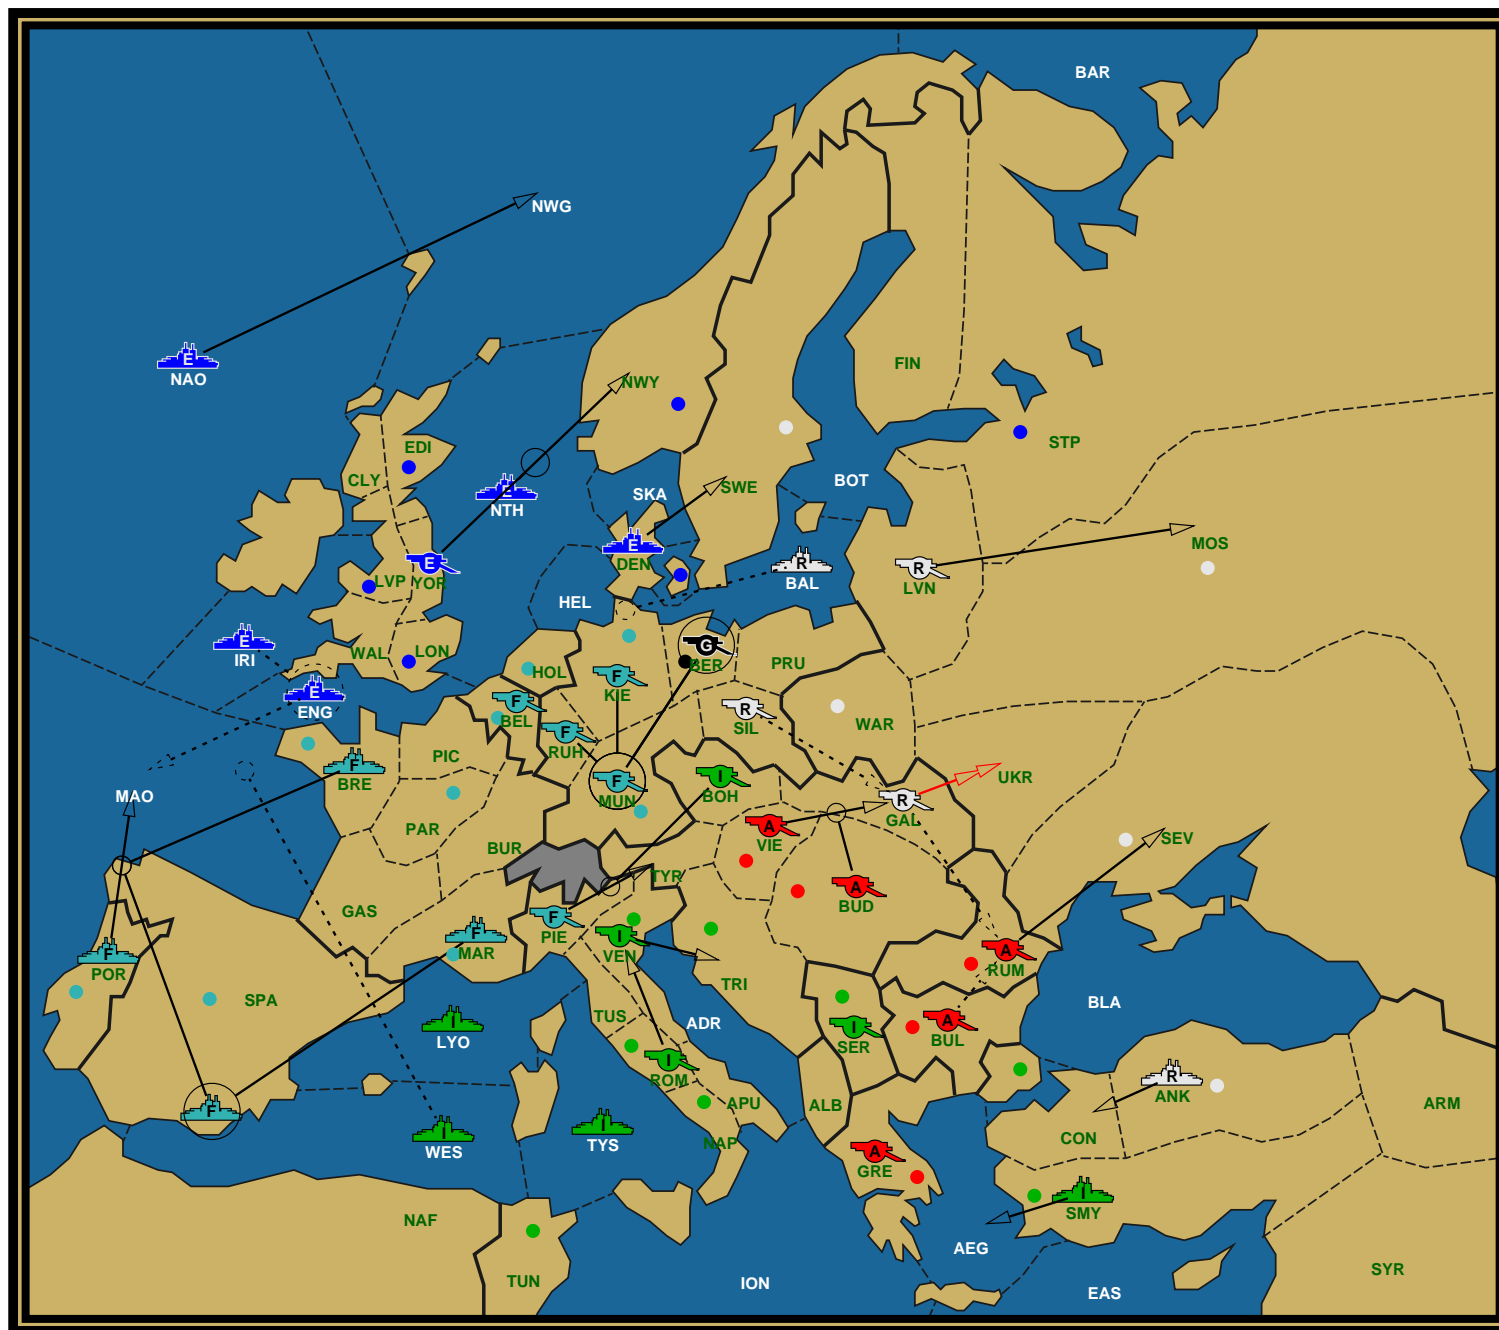 BAR
NWG
E
NAO
FIN
NWY
STP
EDI
CLY
SKA
BOT
SWE
E
NTH
MOS
E
DEN
R
BAL
E
YOR
LVP
R
LVN
HEL
E
IRI
WAL
LON
G
BER
PRU
HOL
F
KIE
E
ENG
F
BEL
R
SIL
WAR
F
RUH
PIC
F
BRE
I
BOH
F
MUN
UKR
MAO
R
GAL
PAR
A
VIE
SEV
BUR
TYR
A
BUD
GAS
F
PIE
F
MAR
I
VEN
F
POR
A
RUM
TRI
SPA
BLA
TUS
ADR
I
LYO
I
SER
A
BUL
I
ROM
R
ANK
APU
ALB
ARM
F
I
WES
I
TYS
NAP
CON
A
GRE
I
SMY
NAF
AEG
TUN
ION
EAS
SYR